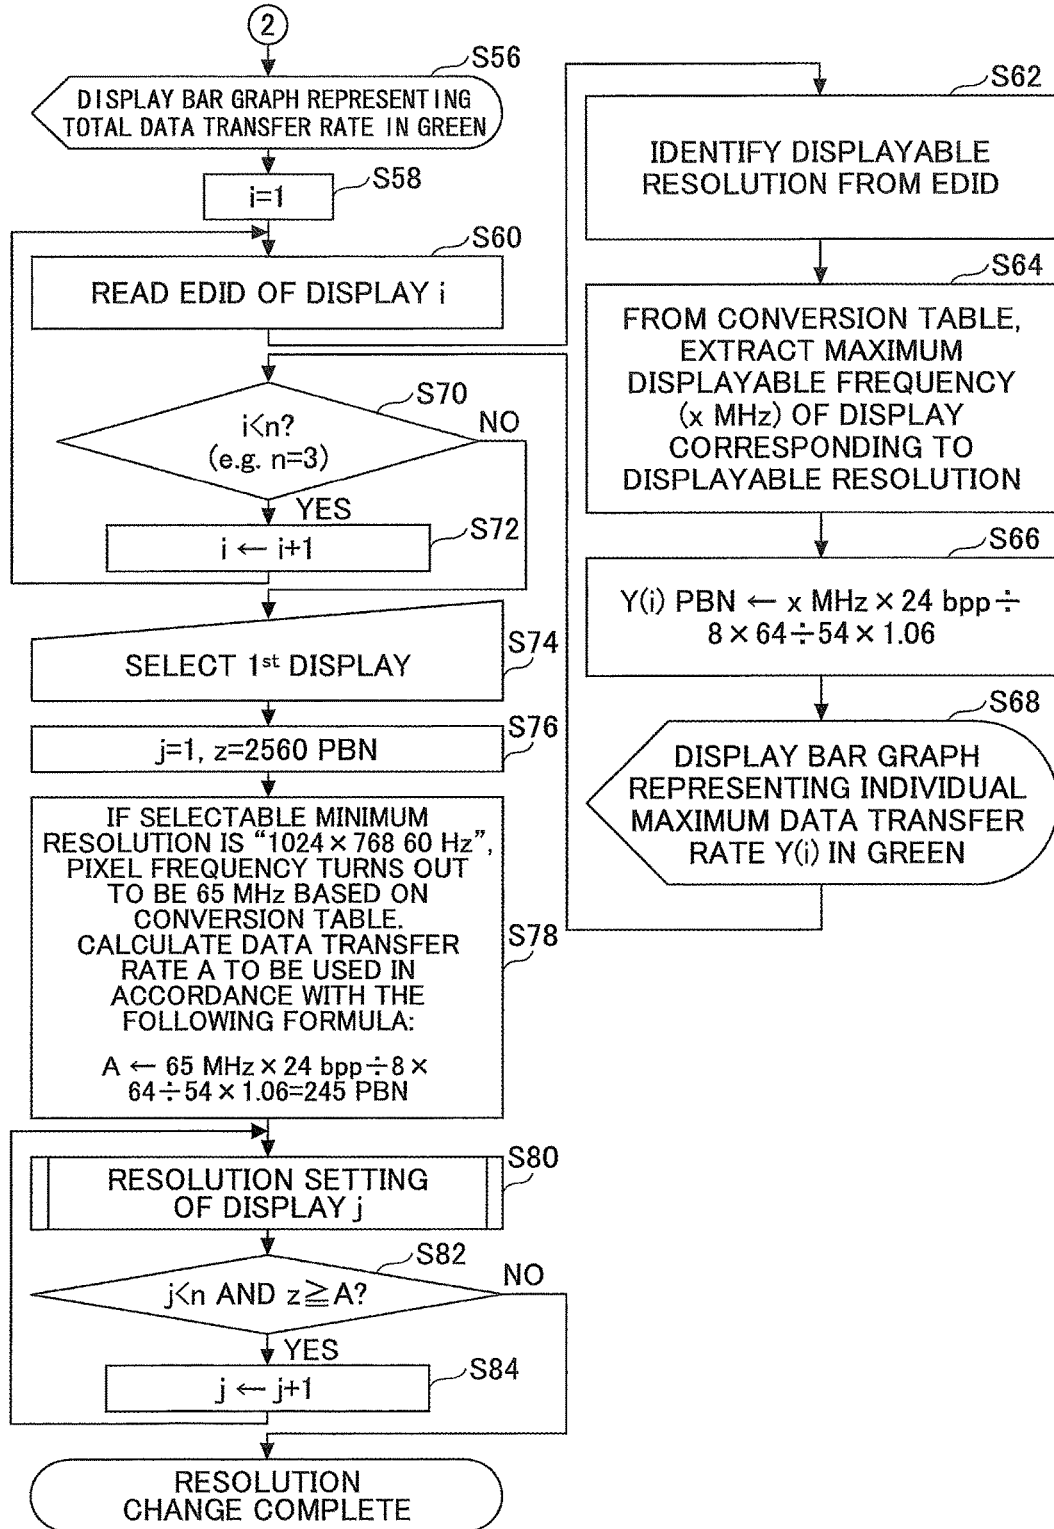 2
S56
DISPLAY BAR GRAPH REPRESENTING
TOTAL DATA TRANSFER RATE IN GREEN
S58
i=1
S60
READ EDID OF DISPLAY i
S62
IDENTIFY DISPLAYABLE
RESOLUTION FROM EDID
S64
FROM CONVERSION TABLE,
EXTRACT MAXIMUM
DISPLAYABLE FREQUENCY
(x MHz) OF DISPLAY
CORRESPONDING TO
DISPLAYABLE RESOLUTION
S66
Y(i) PBN ← x MHz × 24 bpp ÷
8 × 64 ÷ 54 × 1.06
S68
DISPLAY BAR GRAPH
REPRESENTING INDIVIDUAL
MAXIMUM DATA TRANSFER
RATE Y(i) IN GREEN
S70
i<n?
(e.g. n=3)
NO
YES
S72
i ← i+1
S74
SELECT 1st DISPLAY
S76
j=1, z=2560 PBN
S78
IF SELECTABLE MINIMUM
RESOLUTION IS “1024 × 768 60 Hz”,
PIXEL FREQUENCY TURNS OUT
TO BE 65 MHz BASED ON
CONVERSION TABLE.
CALCULATE DATA TRANSFER
RATE A TO BE USED IN
ACCORDANCE WITH THE
FOLLOWING FORMULA:
A ← 65 MHz × 24 bpp ÷ 8 ×
64 ÷ 54 × 1.06=245 PBN
S80
RESOLUTION SETTING
OF DISPLAY j
S82
j<n AND z≧A?
NO
YES
S84
j ← j+1
RESOLUTION
CHANGE COMPLETE